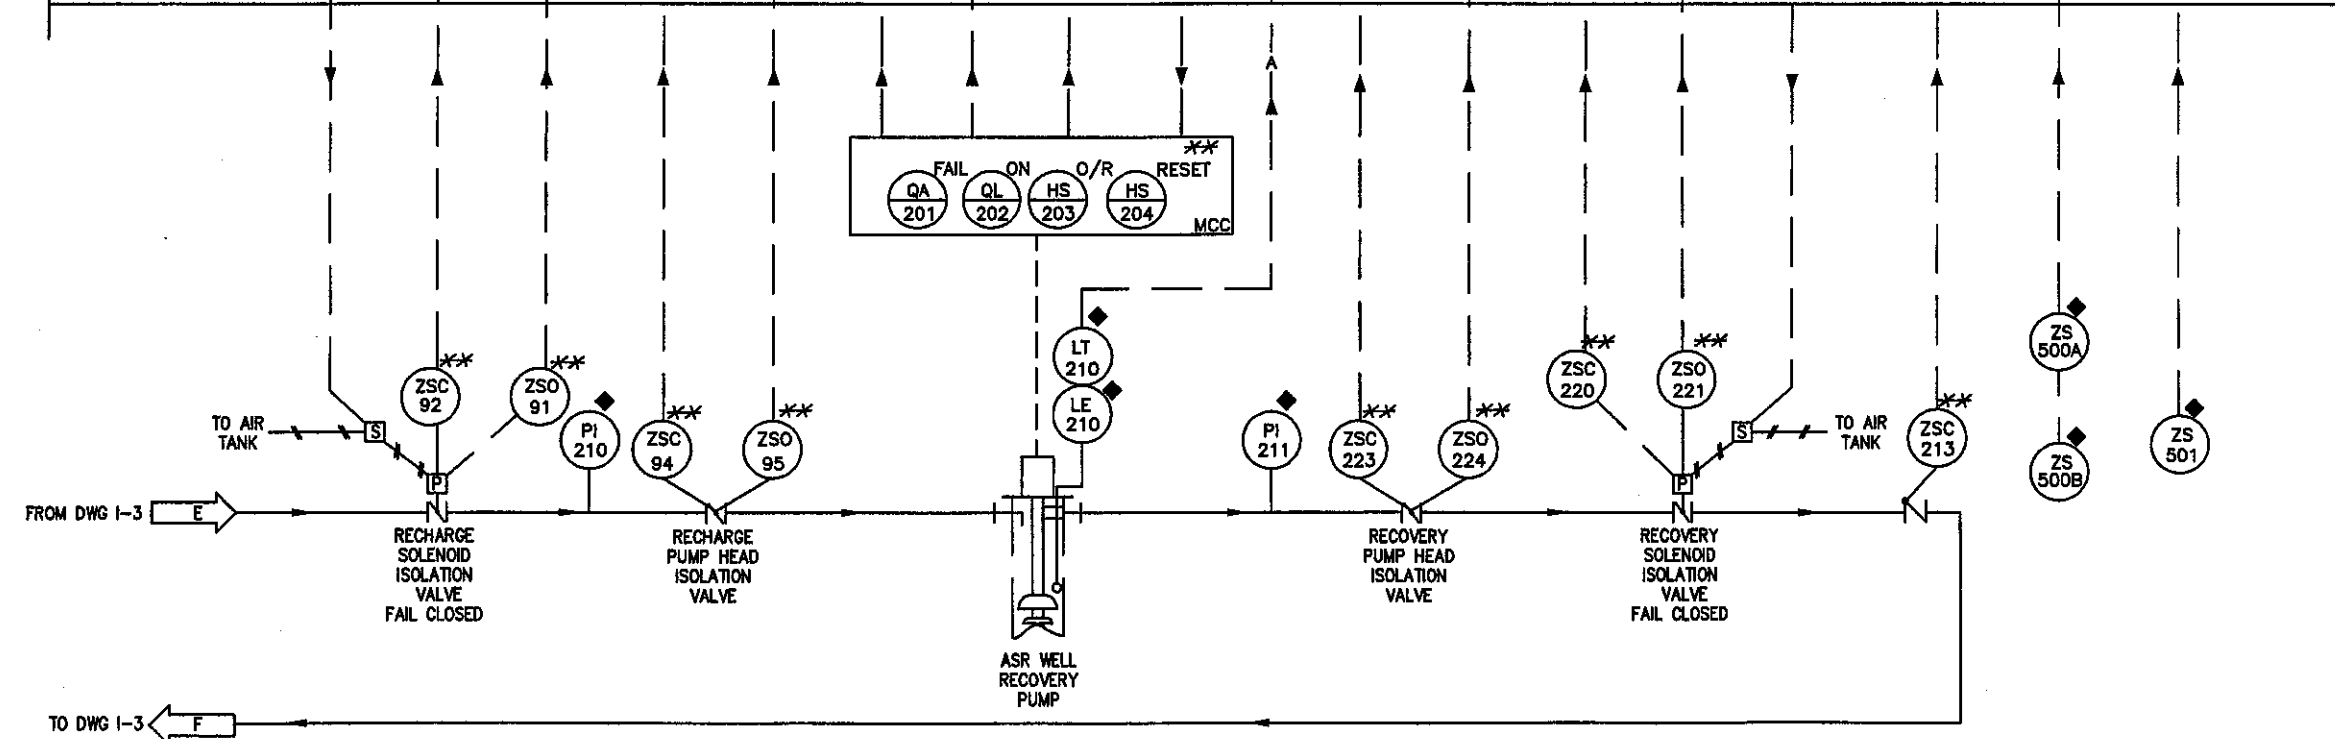 A
**
FAIL
ON
O/R
RESET
QA
201
QL
202
HS
203
HS
204
MCC
ZS
500A
ZS
500B
ZS
501
LT
210
LE
210
**
ZSC
92
**
ZSO
91
PI
210
**
ZSC
94
**
ZSO
95
PI
211
**
ZSC
223
**
ZSO
224
**
ZSC
220
**
ZSO
221
**
ZSC
213
TO AIR
TANK
S
P
TO AIR
TANK
S
P
FROM DWG I-3
E
RECHARGE
SOLENOID
ISOLATION
VALVE
FAIL CLOSED
RECHARGE
PUMP HEAD
ISOLATION
VALVE
ASR WELL
RECOVERY
PUMP
RECOVERY
PUMP HEAD
ISOLATION
VALVE
RECOVERY
SOLENOID
ISOLATION
VALVE
FAIL CLOSED
TO DWG I-3
F